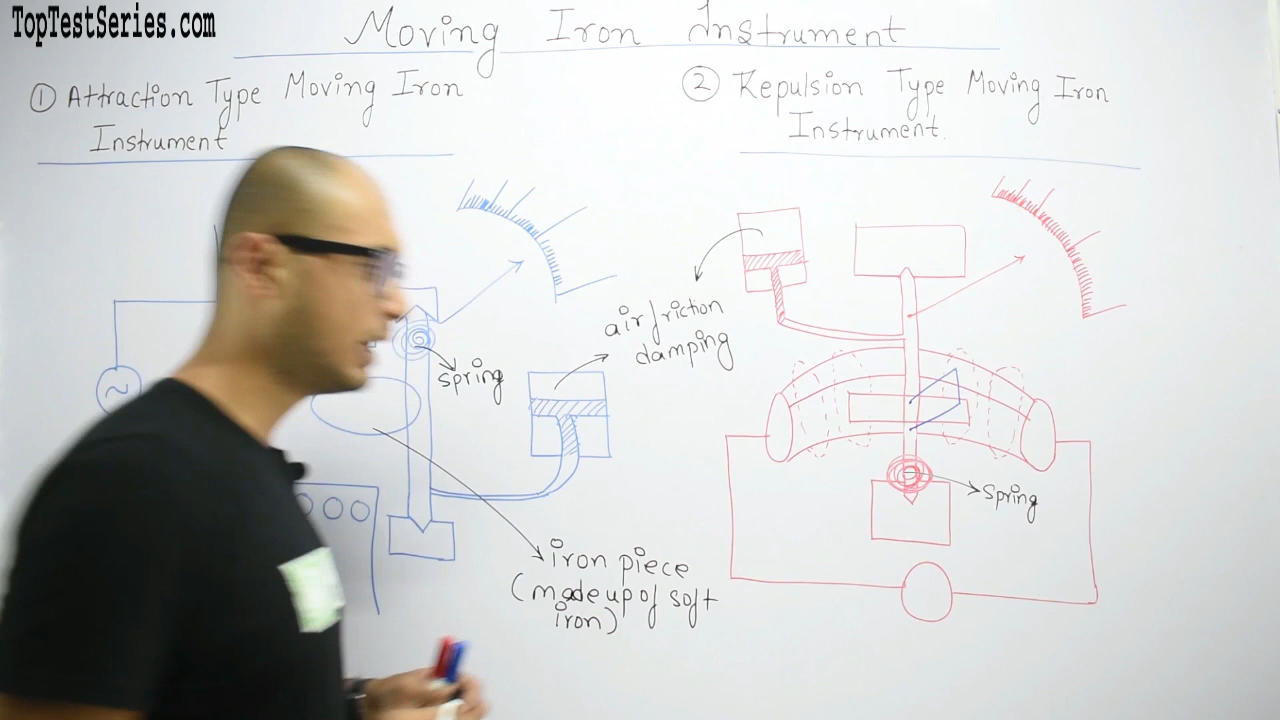 TopTestSeries.com
Moving Iron Instrument
① Attraction Type Moving Iron
Instrument
② Repulsion Type Moving Iron
Instrument.
air friction
damping
spring
spring
iron piece
(made up of soft
iron)